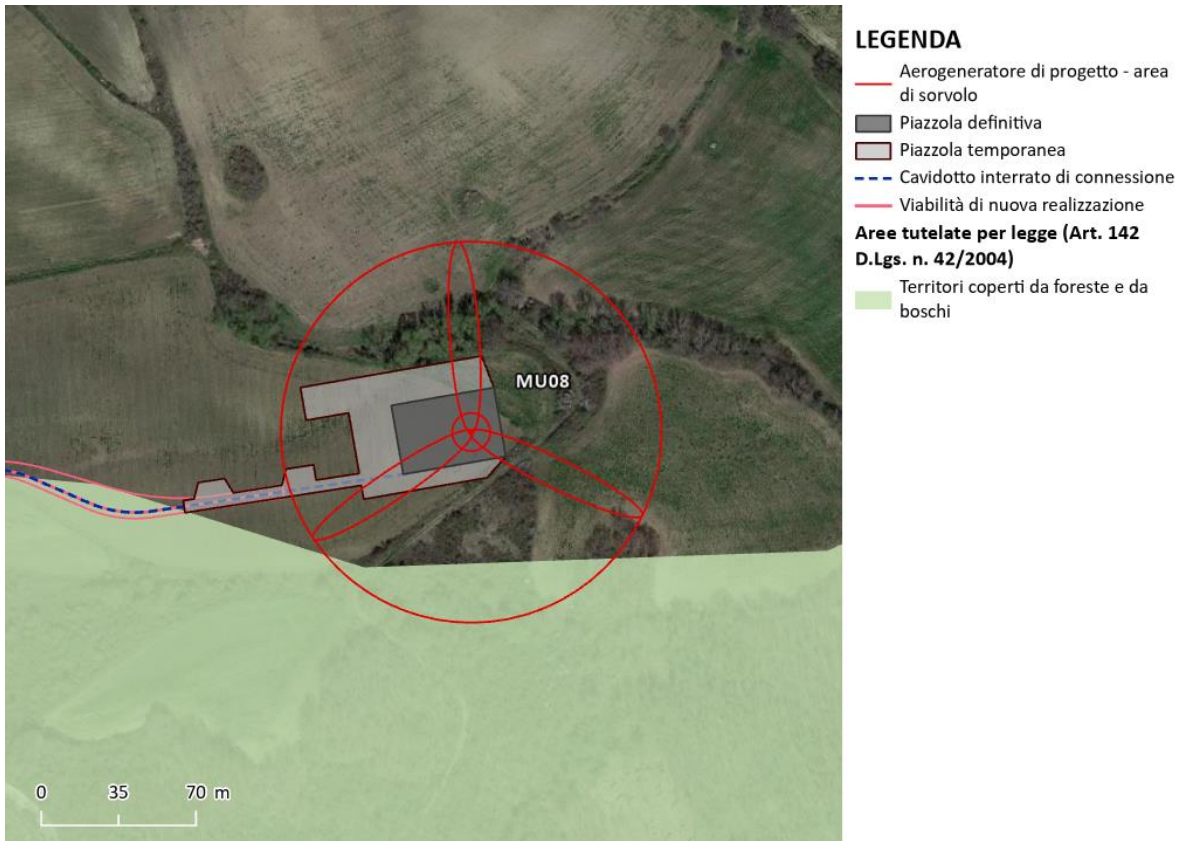 LEGENDA
Aerogeneratore di progetto - area
di sorvolo
Piazzola definitiva
Piazzola temporanea
Cavidotto interrato di connessione
Viabilità di nuova realizzazione
Aree tutelate per legge (Art. 142
D.Lgs. n. 42/2004)
Territori coperti da foreste e da
boschi
MU08
0 35 70 m